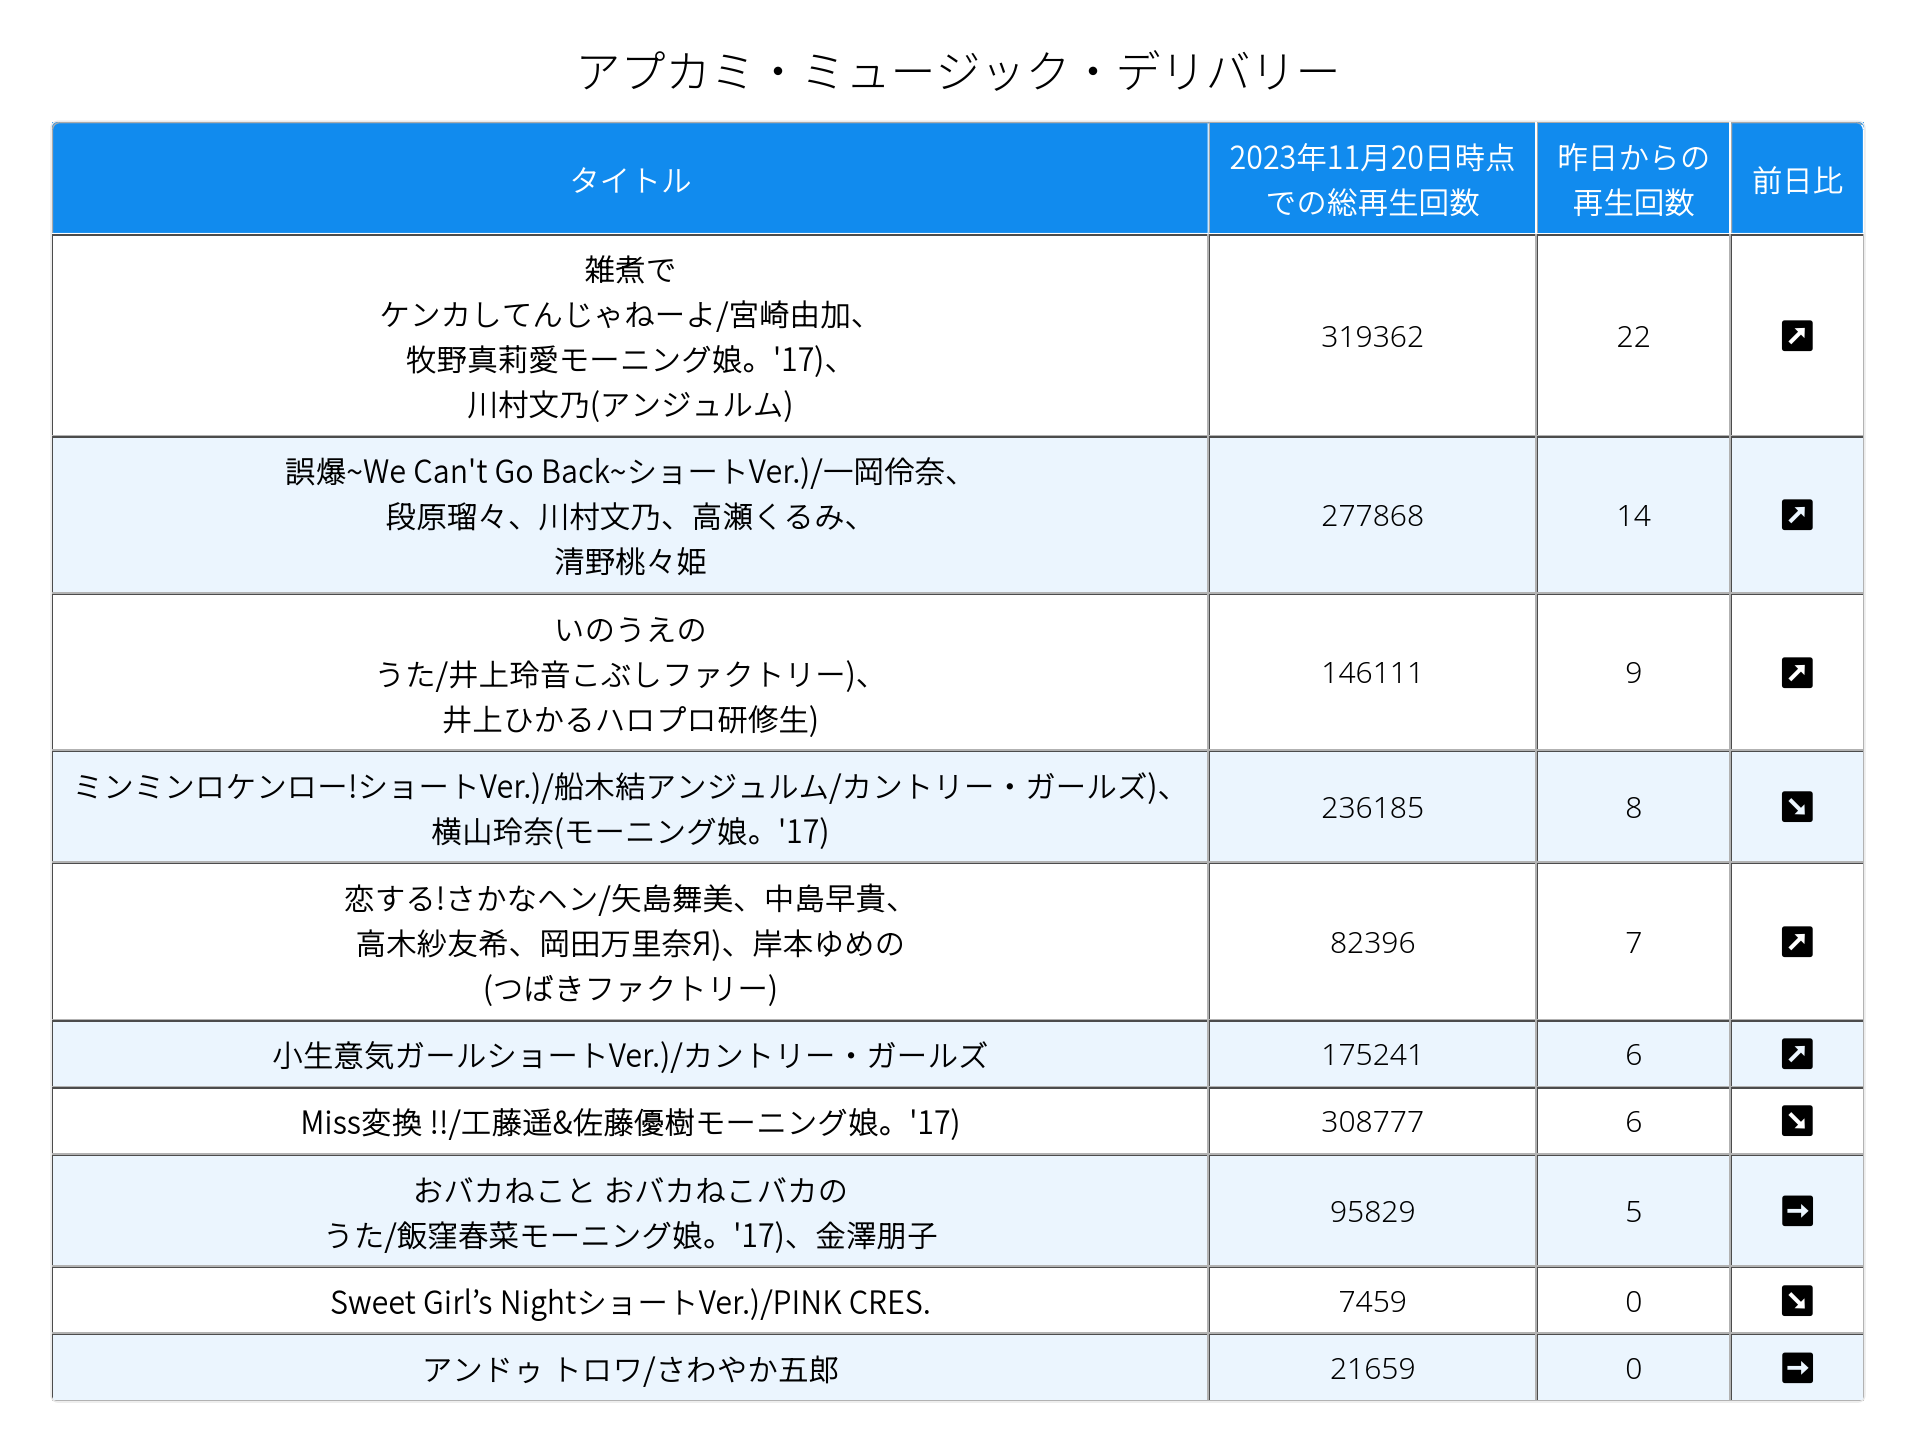 アプカミ・ミュージック・デリバリー
タイトル
2023年11月20日時点
での総再生回数
昨日からの
再生回数
前日比
雑煮で
ケンカしてんじゃねーよ/宮崎由加、
牧野真莉愛モーニング娘。'17)、
川村文乃(アンジュルム)
319362
22
誤爆~We Can't Go Back~ショートVer.)/一岡伶奈、
段原瑠々、川村文乃、高瀬くるみ、
清野桃々姫
277868
14
いのうえの
うた/井上玲音こぶしファクトリー)、
井上ひかるハロプロ研修生)
146111
9
ミンミンロケンロー!ショートVer.)/船木結アンジュルム/カントリー・ガールズ)、
横山玲奈(モーニング娘。'17)
236185
8
恋する!さかなヘン/矢島舞美、中島早貴、
高木紗友希、岡田万里奈Я)、岸本ゆめの
(つばきファクトリー)
82396
7
小生意気ガールショートVer.)/カントリー・ガールズ
175241
6
Miss変換 !!/工藤遥&佐藤優樹モーニング娘。'17)
308777
6
おバカねこと おバカねこバカの
うた/飯窪春菜モーニング娘。'17)、金澤朋子
95829
5
Sweet Girl’s NightショートVer.)/PINK CRES.
7459
0
アンドゥ トロワ/さわやか五郎
21659
0